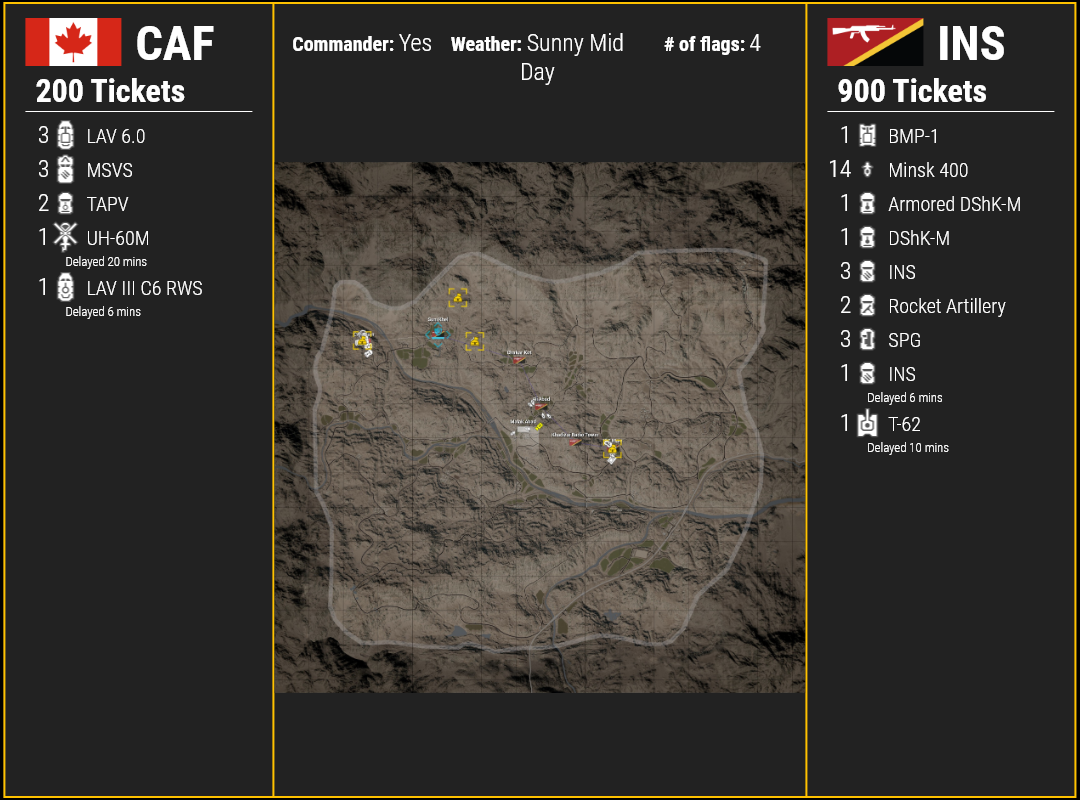 CAF
200 Tickets
3 LAV 6.0
3 MSVS
2 TAPV
1 UH-60M
Delayed 20 mins
1 LAV III C6 RWS
Delayed 6 mins
Commander: Yes Weather: Sunny Mid Day # of flags: 4
INS
900 Tickets
1 BMP-1
14 Minsk 400
1 Armored DShK-M
1 DShK-M
3 INS
2 Rocket Artillery
3 SPG
1 INS
Delayed 6 mins
1 T-62
Delayed 10 mins